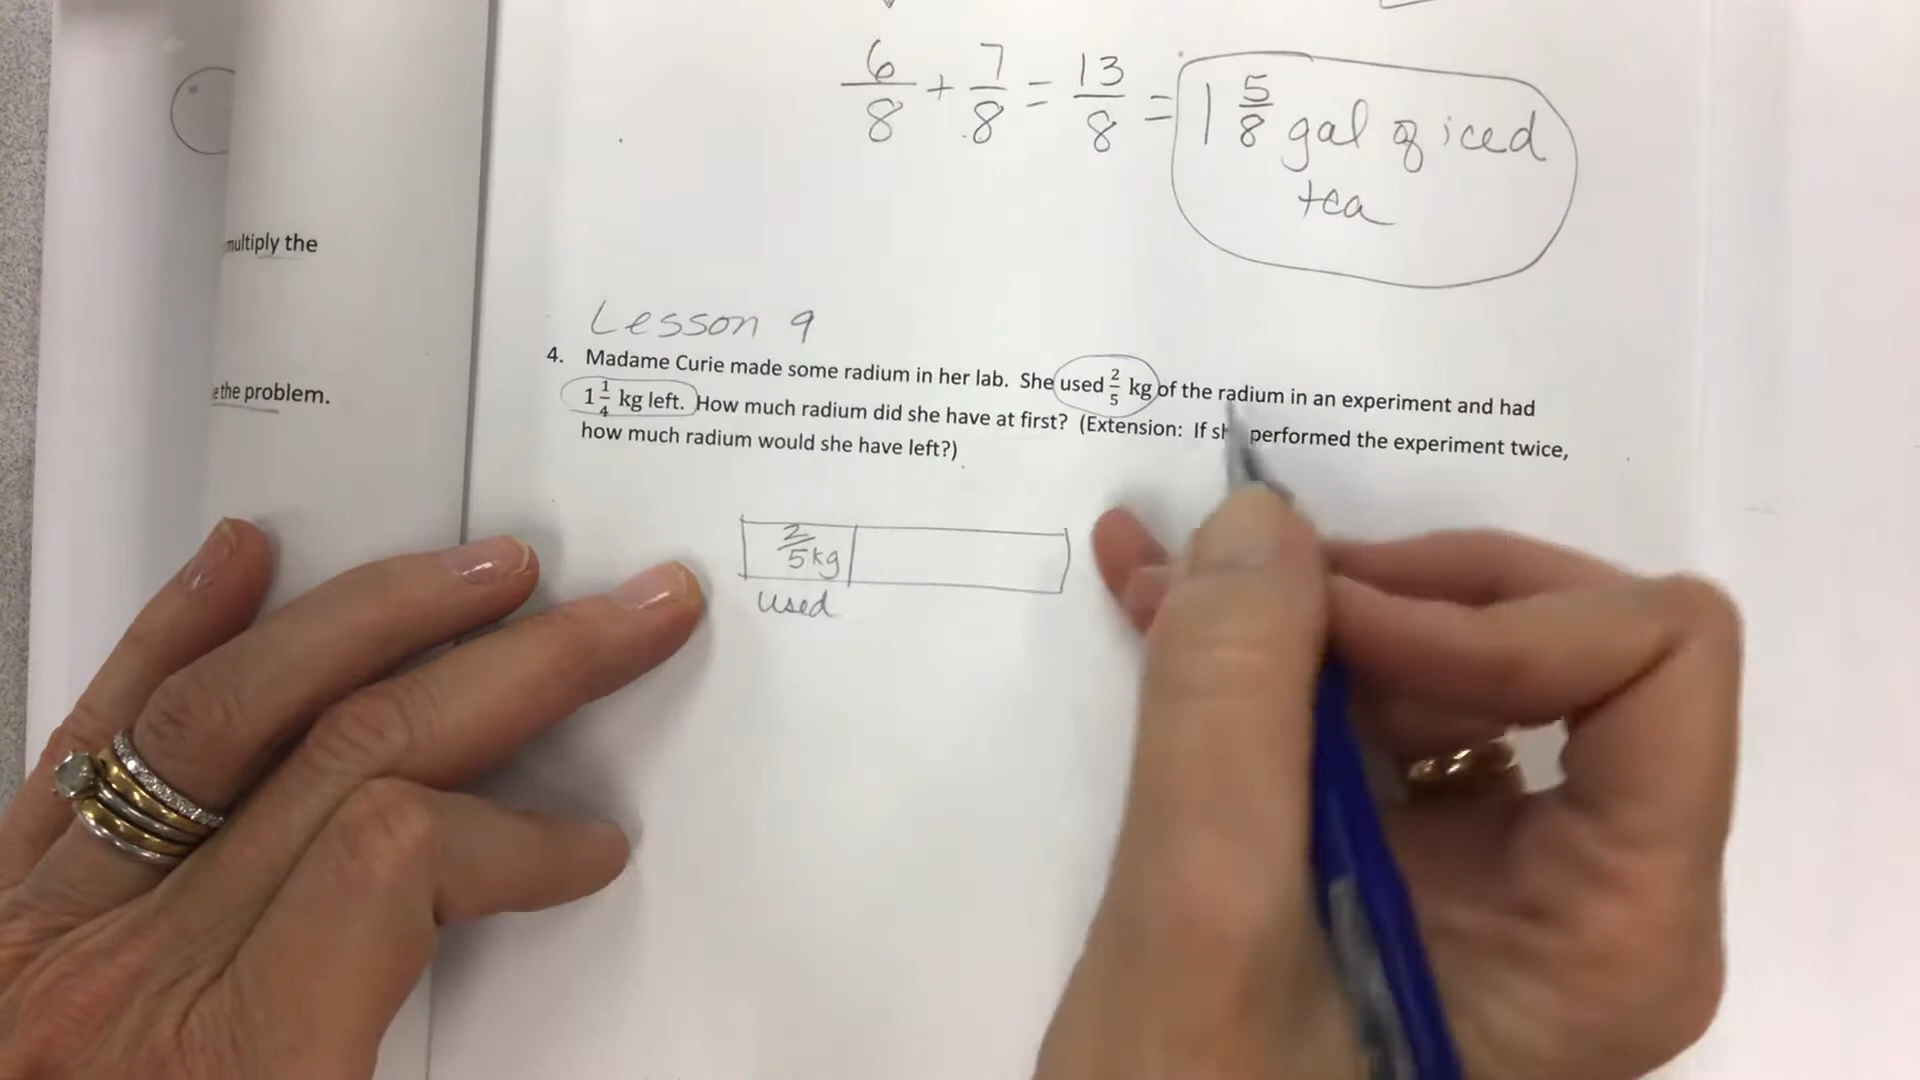 6/8 + 7/8 = 13/8 = 1 5/8 gal of iced
tea
multiply the
the problem.
Lesson 9
4. Madame Curie made some radium in her lab. She used 2/5 kg of the radium in an experiment and had
1 1/4 kg left. How much radium did she have at first? (Extension: If performed the experiment twice,
how much radium would she have left?)
2/5 kg
used